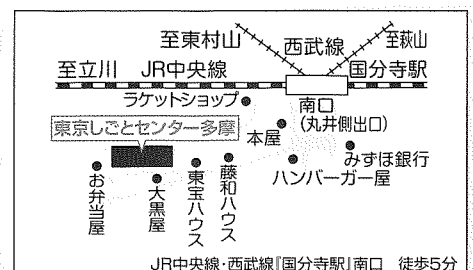 至東村山
西武線
至萩山
至立川
JR中央線
国分寺駅
ラケットショップ
南口
(丸井側出口)
東京しごとセンター多摩
本屋
みずほ銀行
ハンバーガー屋
お弁当屋
大黒屋
東宝ハウス
藤和ハウス
JR中央線・西武線『国分寺駅』南口 徒歩5分